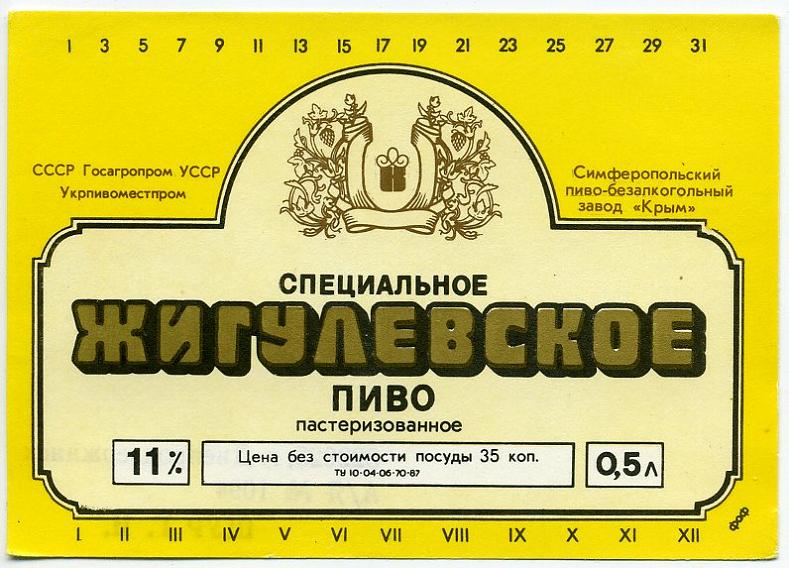 1 3 5 7 9 11 13 15 17 19 21 23 25 27 29 31
СССР Госагропром УССР
Укрпивоместпром
Симферопольский
пиво-безалкогольный
завод «Крым»
СПЕЦИАЛЬНОЕ
ЖИГУЛЕВСКОЕ
ПИВО
пастеризованное
11%
Цена без стоимости посуды 35 коп.
ТУ 10-04-06-70-87
0,5л
I II III IV V VI VII VIII IX X XI XII
фоф